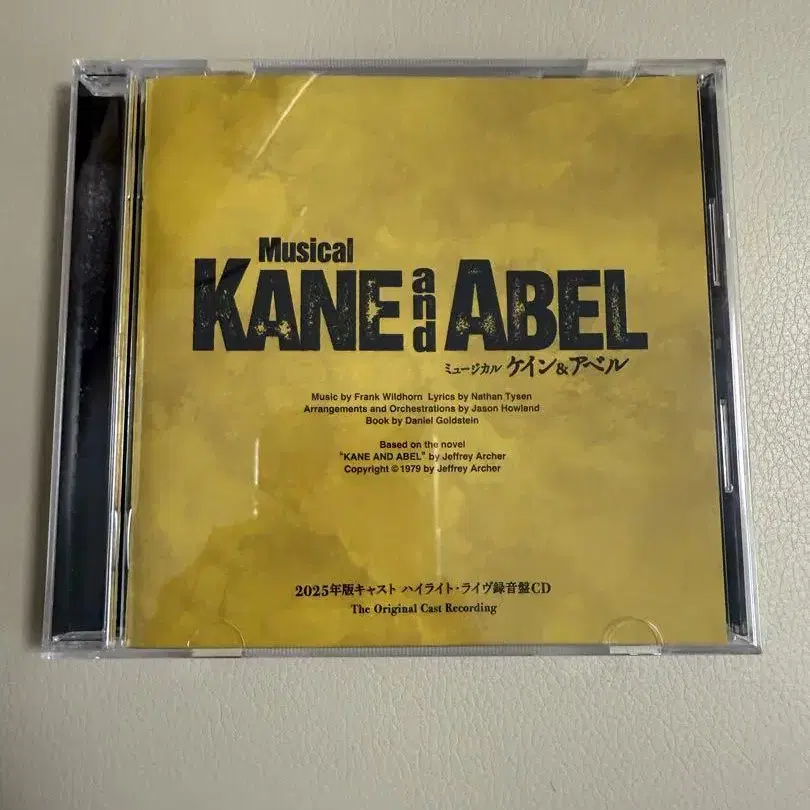 Musical
KANE and ABEL
ミュージカル ケイン&アベル
Music by Frank Wildhorn Lyrics by Nathan Tysen
Arrangements and Orchestrations by Jason Howlend
Book by Daniel Goldstein
Based on the novel
"KANE AND ABEL" by Jeffrey Archer
Copyright © 1979 by Jeffrey Archer
2025年版キャスト ハイライト・ライヴ録音盤CD
The Original Cast Recording